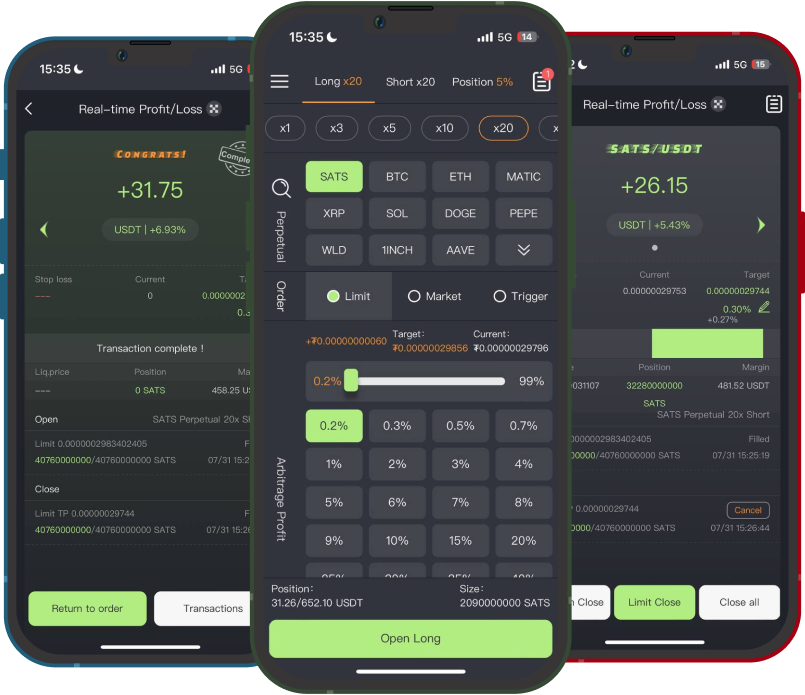 15:35
5G
Real-time Profit/Loss
CONGRATS!
Comple
+31.75
USDT | +6.93%
Stop loss Current Ta
--- 0 0.0000002
0.
Transaction complete !
Liq.price Position Ma
--- 0 SATS 458.25 U
Open SATS Perpetual 20x Sh
Limit 0.0000002983402405 F
40760000000/40760000000 SATS 07/31 15:2
Close
Limit TP 0.00000029744
40760000000/40760000000 SATS 07/31 15:26
Return to order
Transactions
15:35
5G 14
Long x20 Short x20 Position 5%
1
x1 x3 x5 x10 x20 x
Perpetual
SATS BTC ETH MATIC
XRP SOL DOGE PEPE
WLD 1INCH AAVE
Order
Limit Market Trigger
Target: Current:
+₮0.00000000060 ₮0.00000029856 ₮0.00000029796
0.2% 99%
Arbitrage Profit
0.2% 0.3% 0.5% 0.7%
1% 2% 3% 4%
5% 6% 7% 8%
9% 10% 15% 20%
Position: Size:
31.26/652.10 USDT 2090000000 SATS
Open Long
2
5G 15
Real-time Profit/Loss
SATS/USDT
+26.15
USDT | +5.43%
Current Target
0.00000029753 0.00000029744
0.30%
+0.27%
e Position Margin
031107 32280000000 481.52 USDT
SATS
SATS Perpetual 20x Short
0000002983402405 Filled
0000/40760000000 SATS 07/31 15:25:19
0.00000029744 Cancel
0000/40760000000 SATS 07/31 15:26:44
Close
Limit Close
Close all